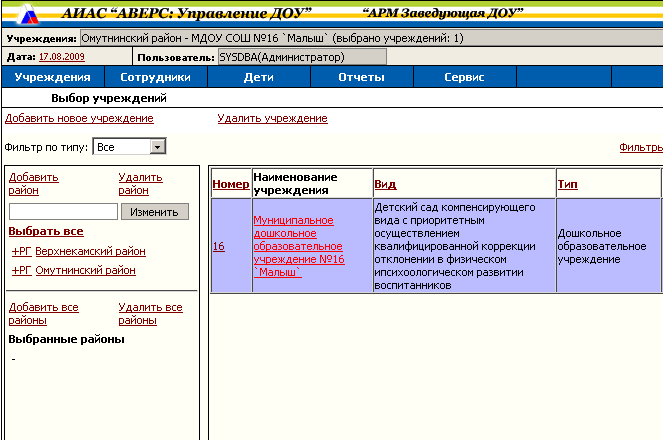 АИАС “АВЕРС: Управление ДОУ” “АРМ Заведующая ДОУ”
Учреждения: Омутнинский район - МДОУ СОШ №16 `Малыш` (выбрано учреждений: 1)
Дата: 17.08.2009 Пользователь: SYSDBA(Администратор)
Учреждения Сотрудники Дети Отчеты Сервис
Выбор учреждений
Добавить новое учреждение Удалить учреждение
Фильтр по типу: Все Фильтры
Добавить район
Удалить район
Изменить
Выбрать все
+РГ Верхнекамский район
+РГ Омутнинский район
Добавить все районы
Удалить все районы
Выбранные районы
-
Номер Наименование учреждения Вид Тип
16
Муниципальное
дошкольное
образовательное
учреждение №16
`Малыш`
Детский сад компенсирующего
вида с приоритетным
осуществлением
квалифицированной коррекции
отклонении в физическом
ипсихоологическом развитии
воспитанников
Дошкольное
образовательное
учреждение